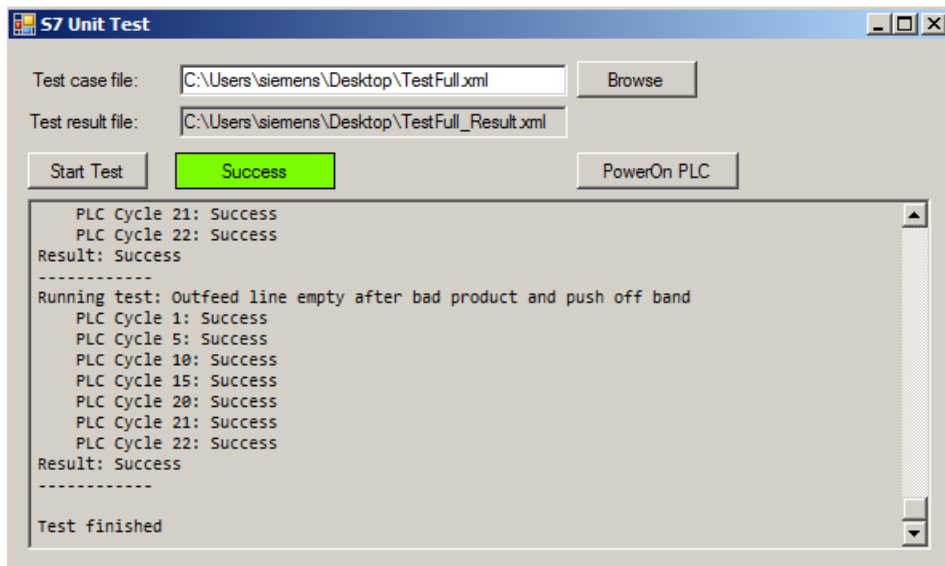 S7 Unit Test
Test case file: C:\Users\siemens\Desktop\TestFull.xml Browse
Test result file: C:\Users\siemens\Desktop\TestFull_Result.xml
Start Test Success PowerOn PLC
PLC Cycle 21: Success
PLC Cycle 22: Success
Result: Success
------------
Running test: Outfeed line empty after bad product and push off band
PLC Cycle 1: Success
PLC Cycle 5: Success
PLC Cycle 10: Success
PLC Cycle 15: Success
PLC Cycle 20: Success
PLC Cycle 21: Success
PLC Cycle 22: Success
Result: Success
------------
Test finished